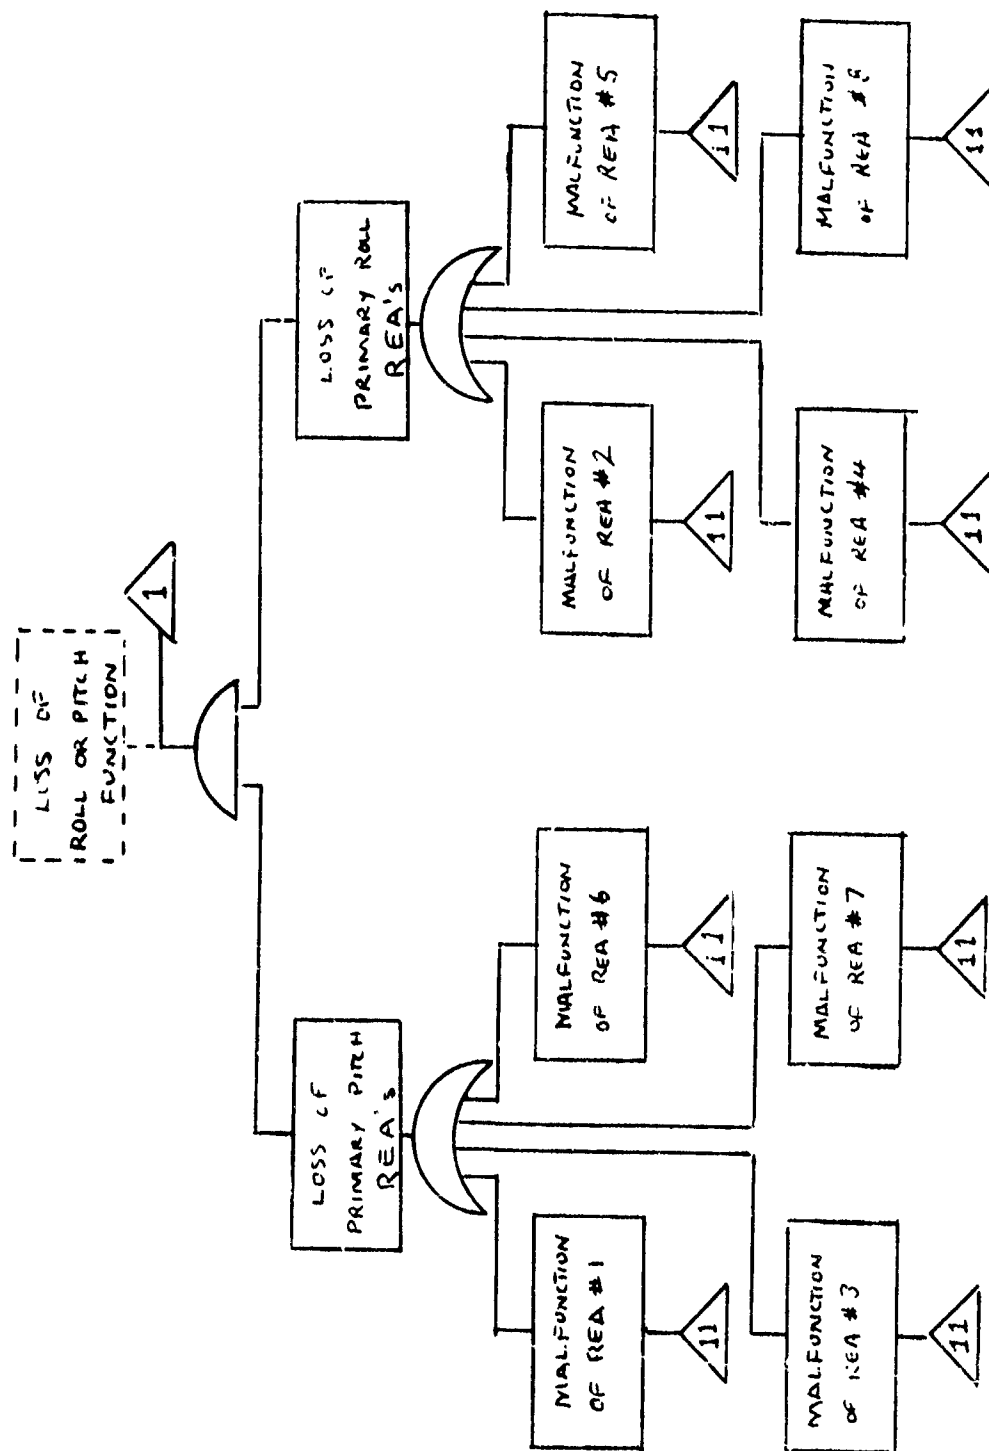 LOSS OF
ROLL OR PITCH
FUNCTION
1
LOSS OF
PRIMARY PITCH
REA's
LOSS OF
PRIMARY ROLL
REA's
MALFUNCTION
OF REA #1
11
MALFUNCTION
OF REA #6
11
MALFUNCTION
OF REA #2
11
MALFUNCTION
OF REA #5
11
MALFUNCTION
OF REA #3
11
MALFUNCTION
OF REA #7
11
MALFUNCTION
OF REA #4
11
MALFUNCTION
OF REA
11